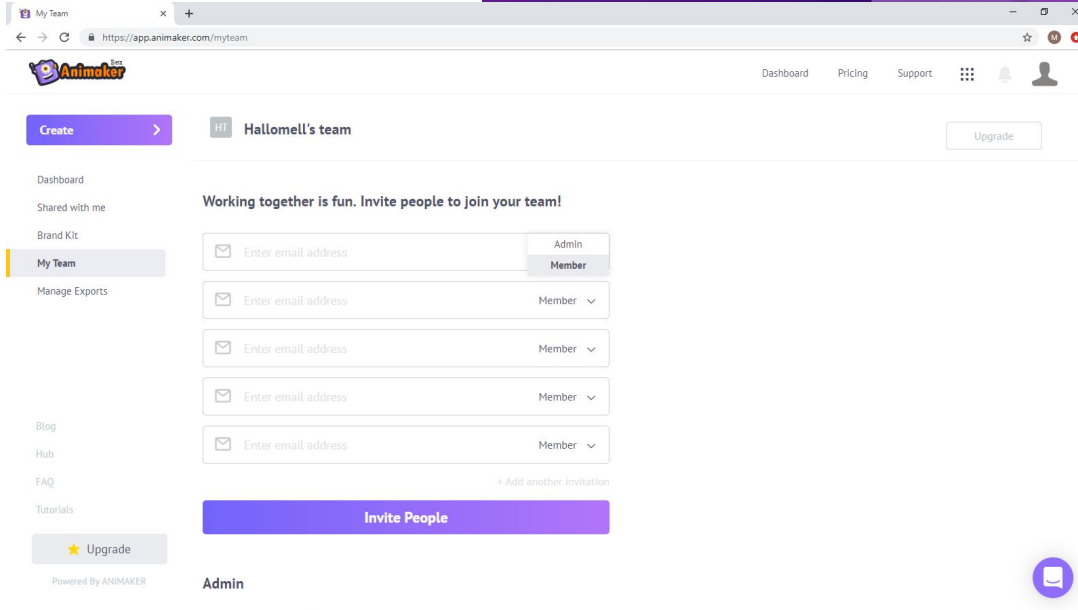 My Team
https://app.animaker.com/myteam
M
Animaker
Beta
Dashboard Pricing Support
Create
HT Hallomell's team
Upgrade
Dashboard
Shared with me
Brand Kit
My Team
Manage Exports
Working together is fun. Invite people to join your team!
Enter email address
Admin
Member
Enter email address Member
Enter email address Member
Enter email address Member
Enter email address Member
+ Add another invitation
Invite People
Blog
Hub
FAQ
Tutorials
Upgrade
Powered By ANIMAKER
Admin